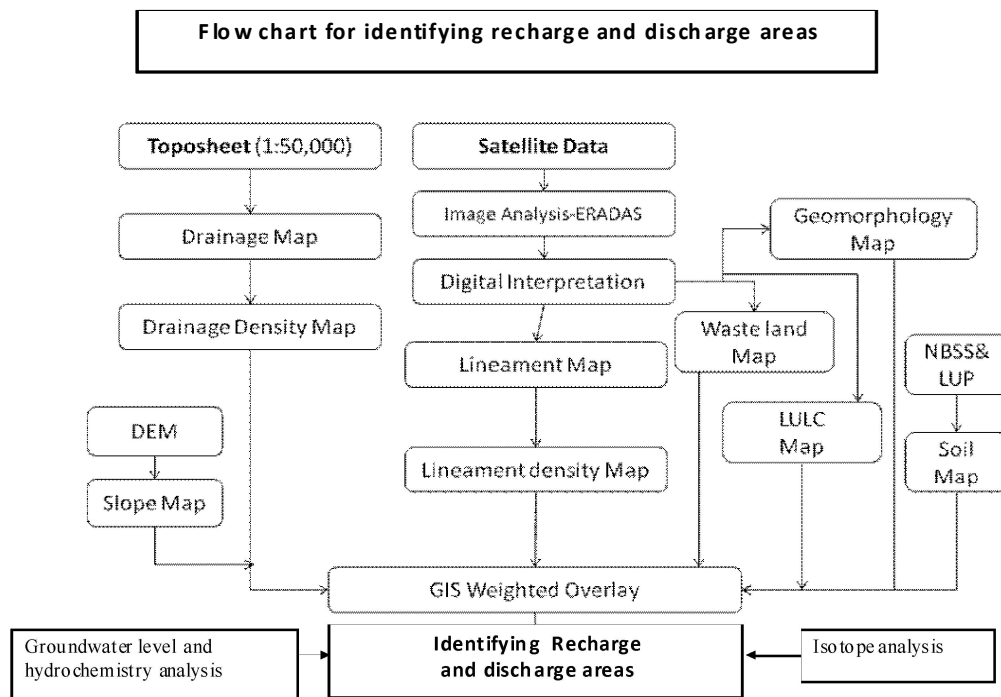 Flow chart for identifying recharge and discharge areas
Toposheet (1:50,000)
Satellite Data
Image Analysis-ERADAS
Geomorphology
Map
Drainage Map
Digital Interpretation
Drainage Density Map
Waste land
Map
Lineament Map
NBSS&
LUP
DEM
LULC
Map
Lineament density Map
Soil
Map
Slope Map
GIS Weighted Overlay
Groundwater level and
hydrochemistry analysis
Identifying Recharge
and discharge areas
Isotope analysis